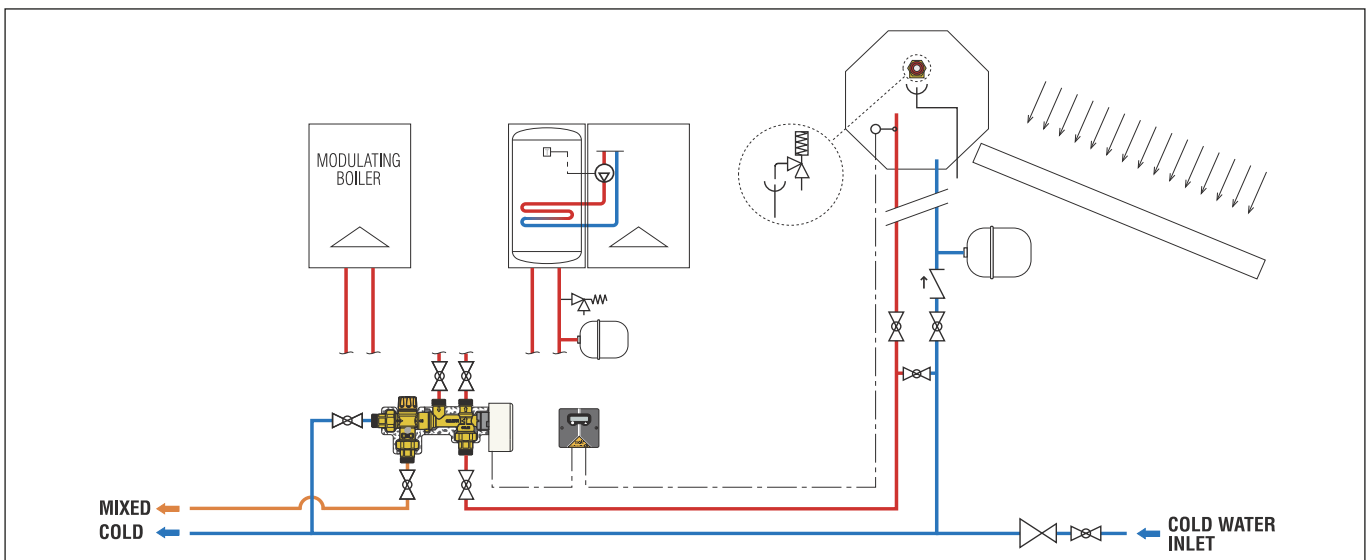 MODULATING
BOILER
MIXED
COLD
COLD WATER
INLET